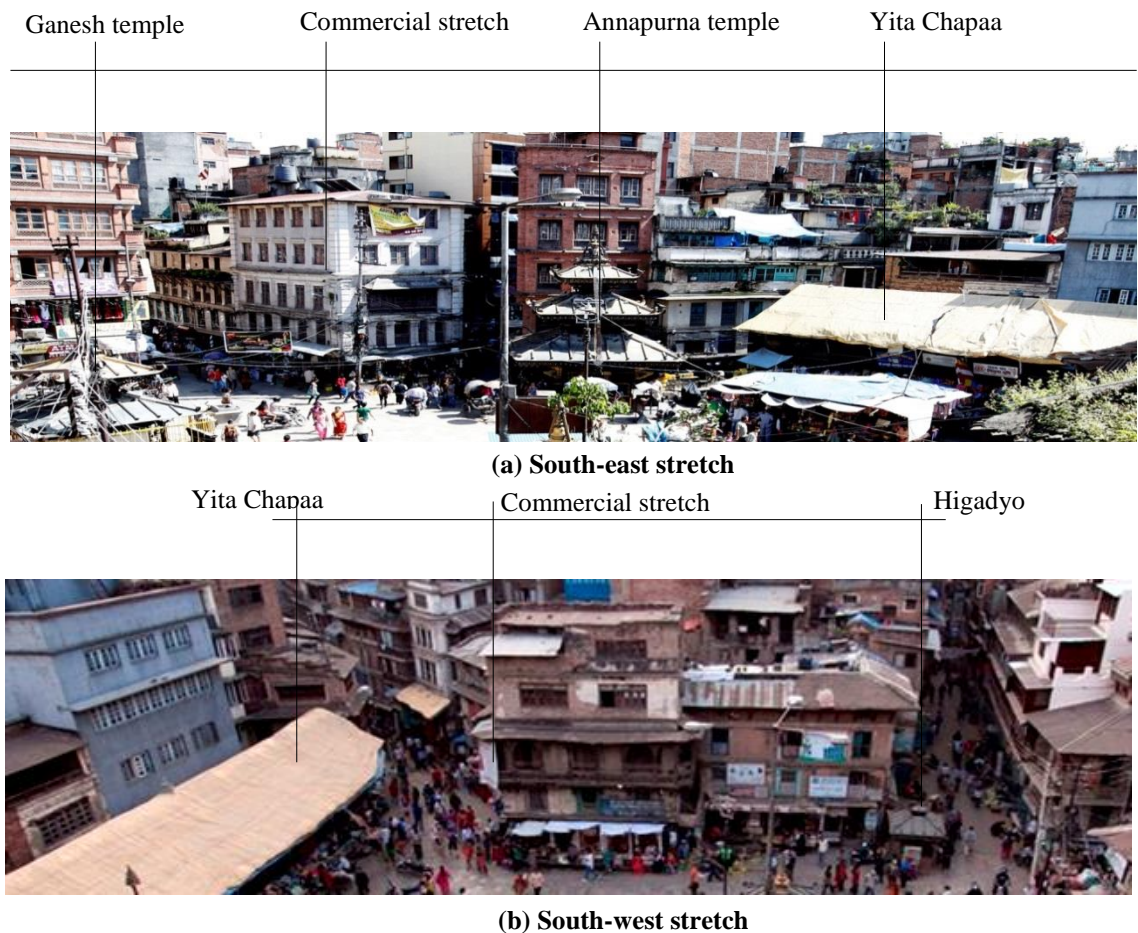 Ganesh temple Commercial stretch Annapurna temple Yita Chapaa
(a) South-east stretch
Yita Chapaa Commercial stretch Higadyo
(b) South-west stretch